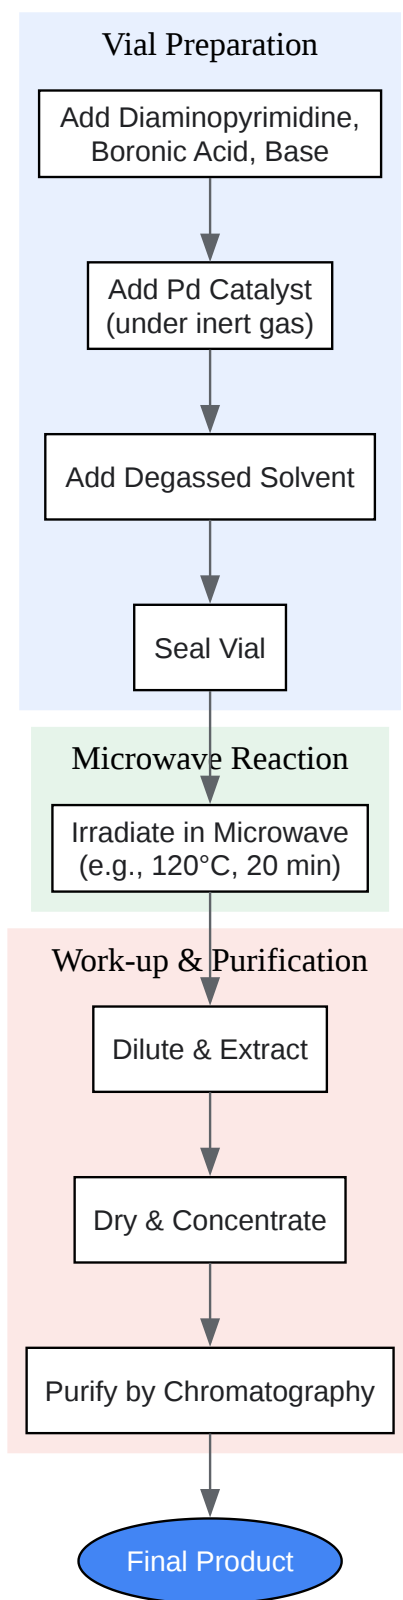 Vial Preparation
Add Diaminopyrimidine,
Boronic Acid, Base
Add Pd Catalyst
(under inert gas)
Add Degassed Solvent
Seal Vial
Microwave Reaction
Irradiate in Microwave
(e.g., 120°C, 20 min)
Work-up & Purification
Dilute & Extract
Dry & Concentrate
Purify by Chromatography
Final Product